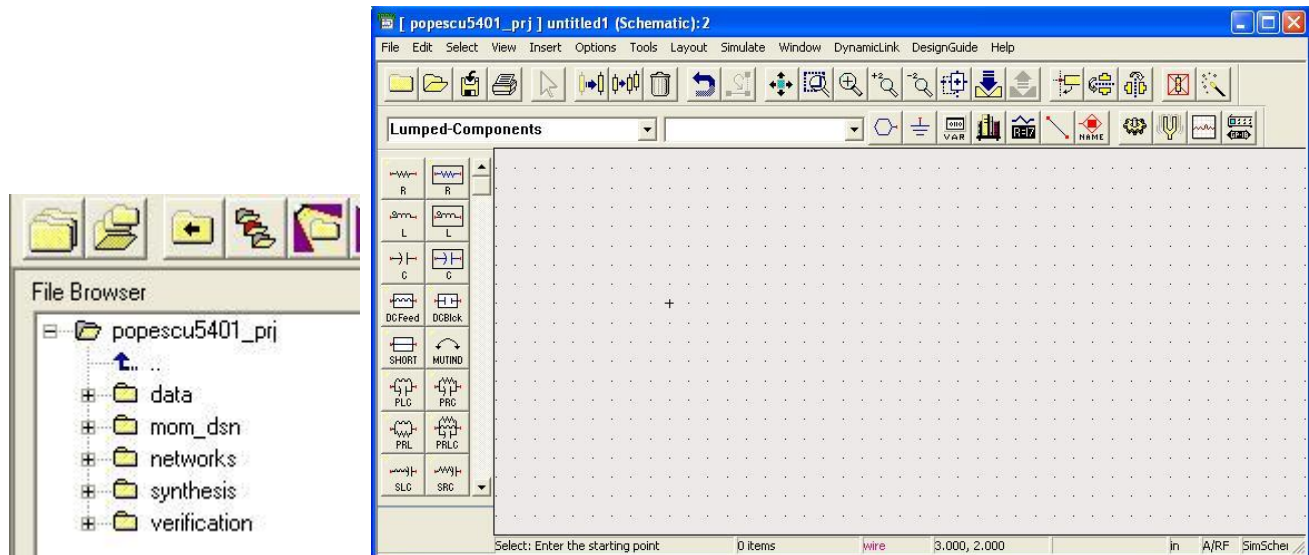 File Browser
popescu5401_prj
..
data
mom_dsn
networks
synthesis
verification
[ popescu5401_prj ] untitled1 (Schematic):2
File Edit Select View Insert Options Tools Layout Simulate Window DynamicLink DesignGuide Help
Lumped-Components
VAR
NAME
R R
L L
C C
DCFeed DCBlck
SHORT MUTIND
PLC PRC
PRL PRLC
SLC SRC
Select: Enter the starting point 0 items wire 3.000, 2.000 in A/RF SimSchei